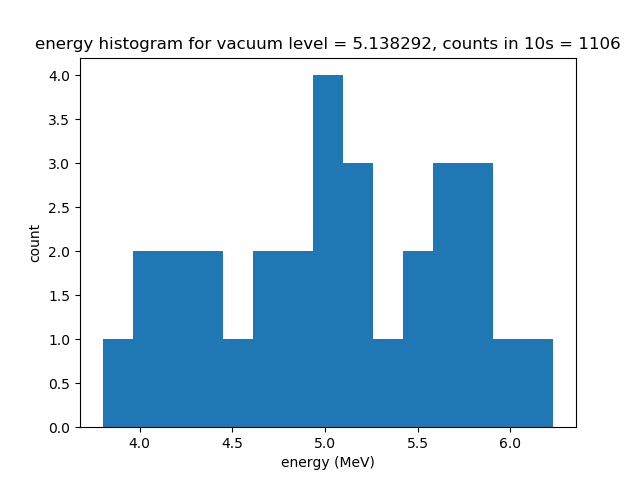 energy histogram for vacuum level = 5.138292, counts in 10s = 1106
4.0
3.5
3.0
2.5
2.0
1.5
1.0
0.5
0.0
count
4.0 4.5 5.0 5.5 6.0
energy (MeV)